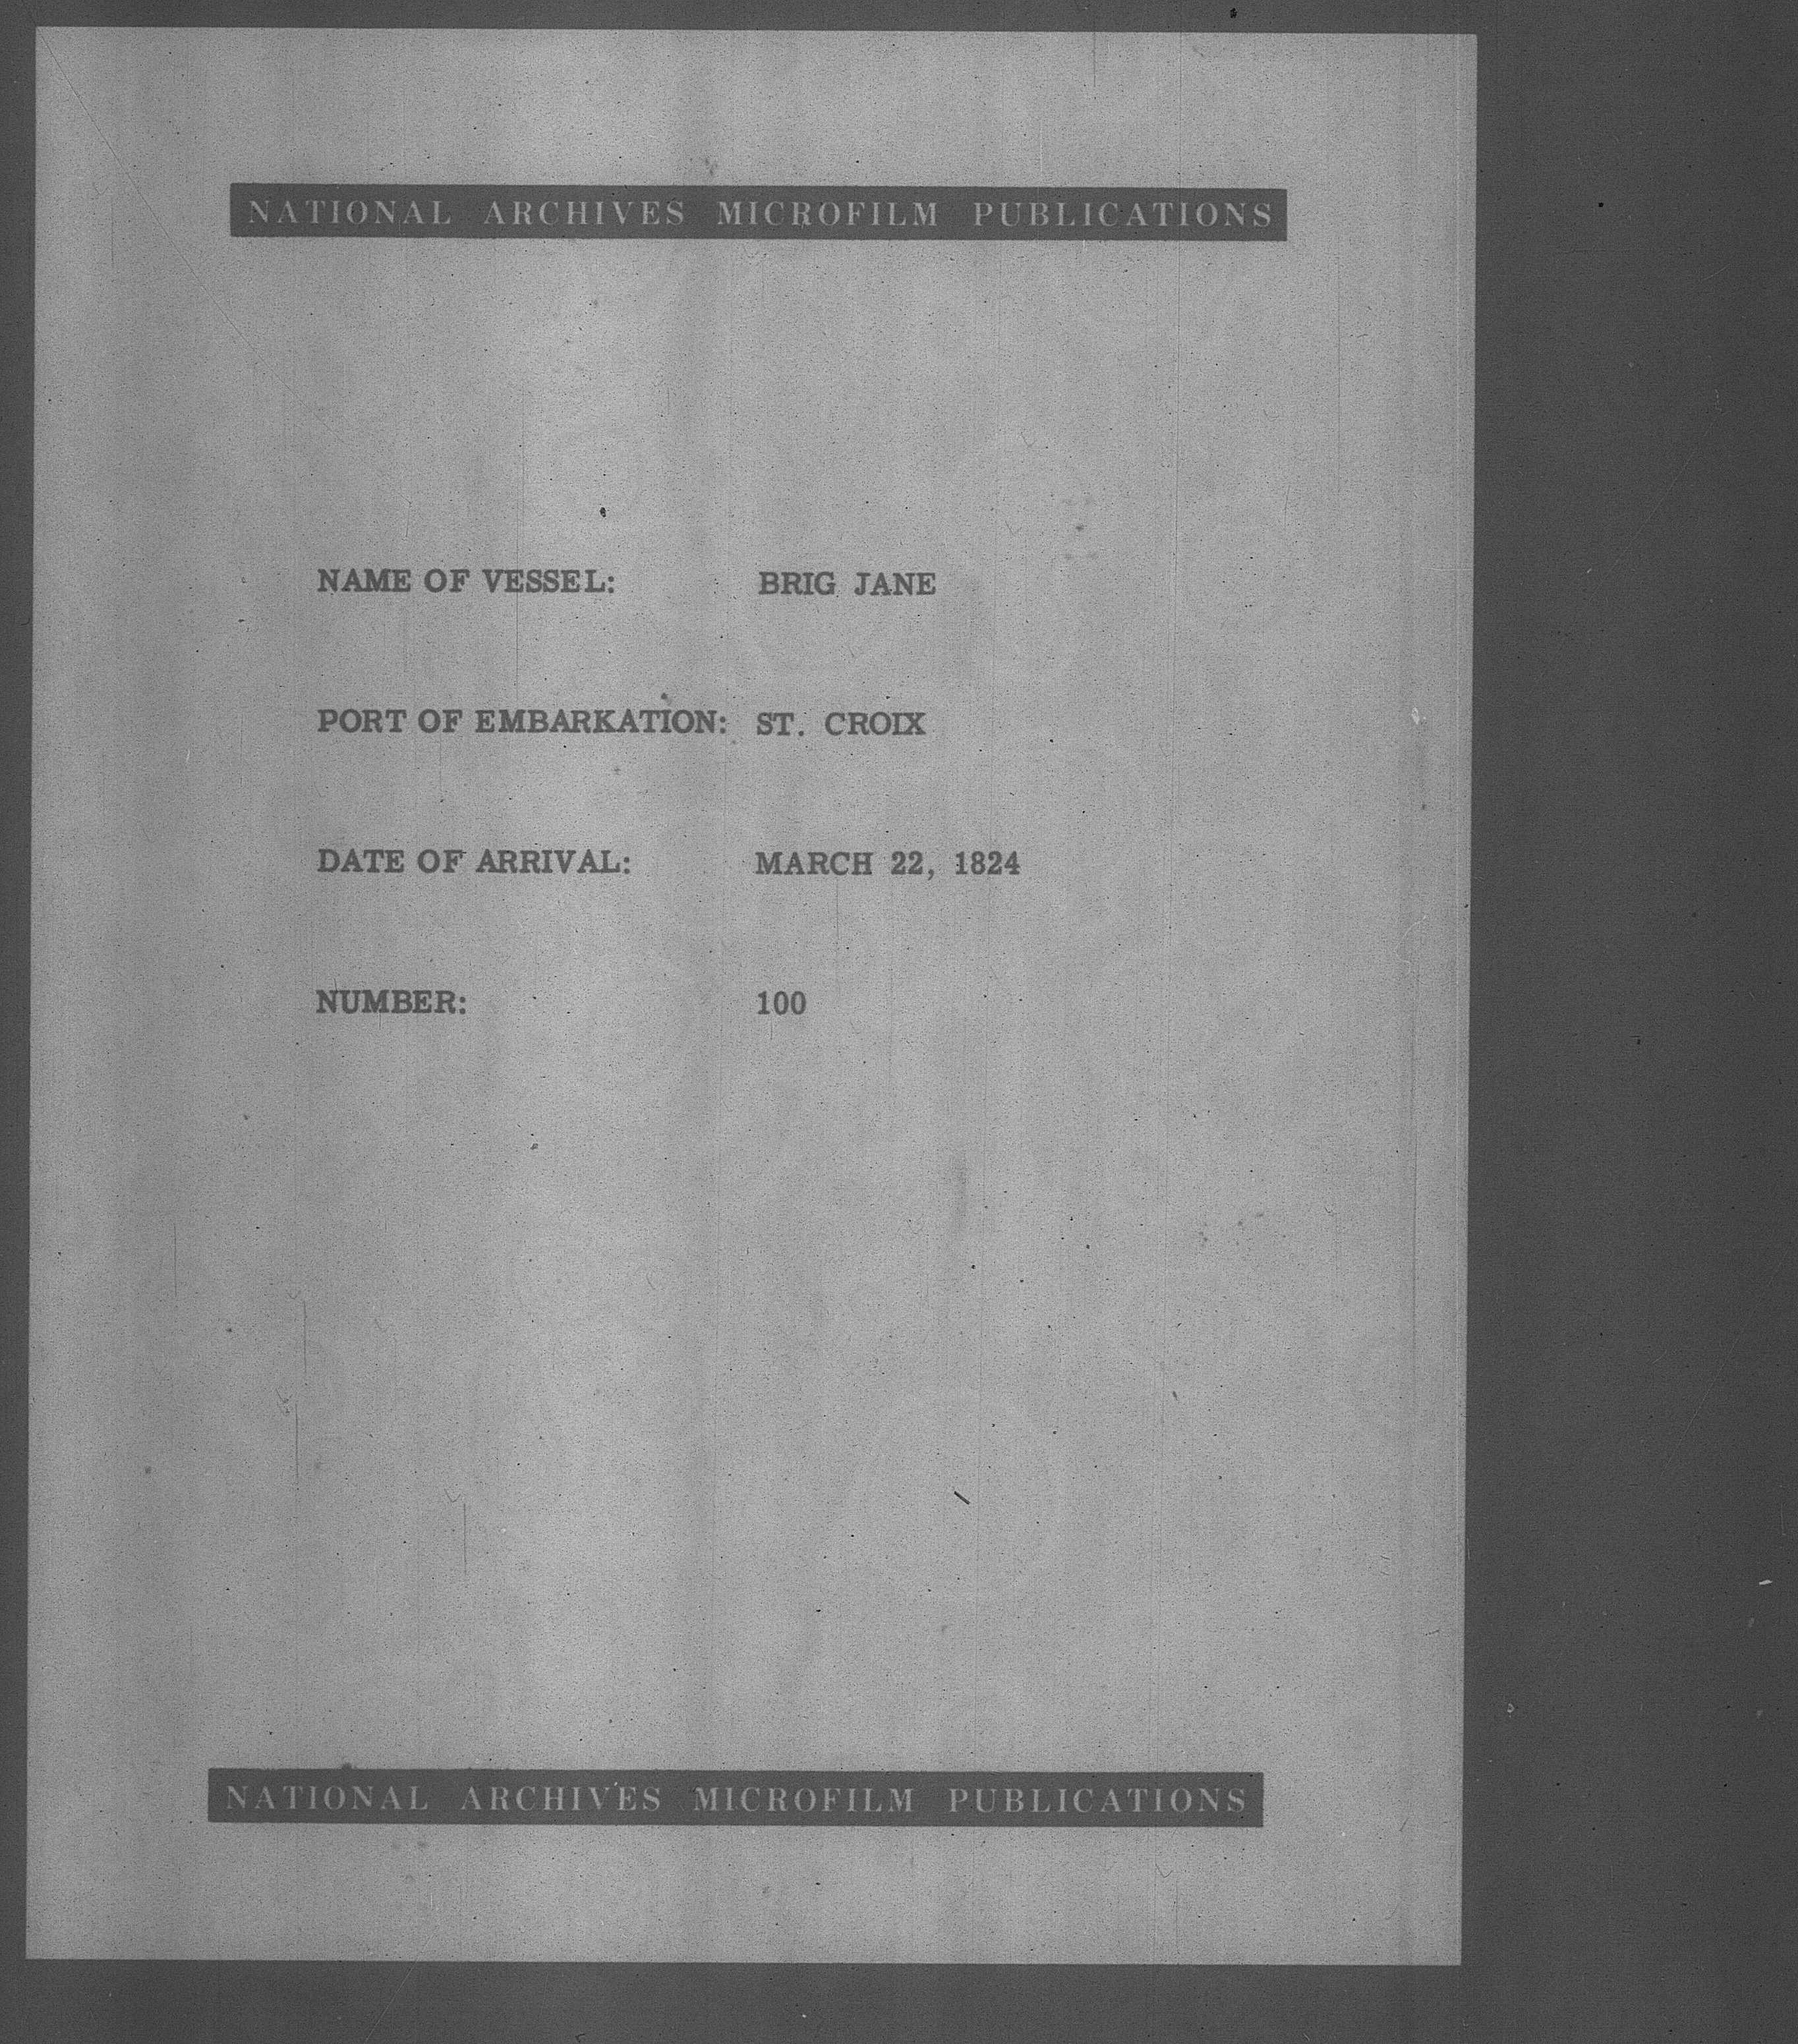 NATIONAL ARCHIVES MICROFILM PUBLICATIONS
NAME OF VESSEL: BRIG JANE
PORT OF EMBARKATION: ST. CROIX
DATE OF ARRIVAL: MARCH 22, 1824
NUMBER: 100
NATIONAL ARCHIVES MICROFILM PUBLICATIONS